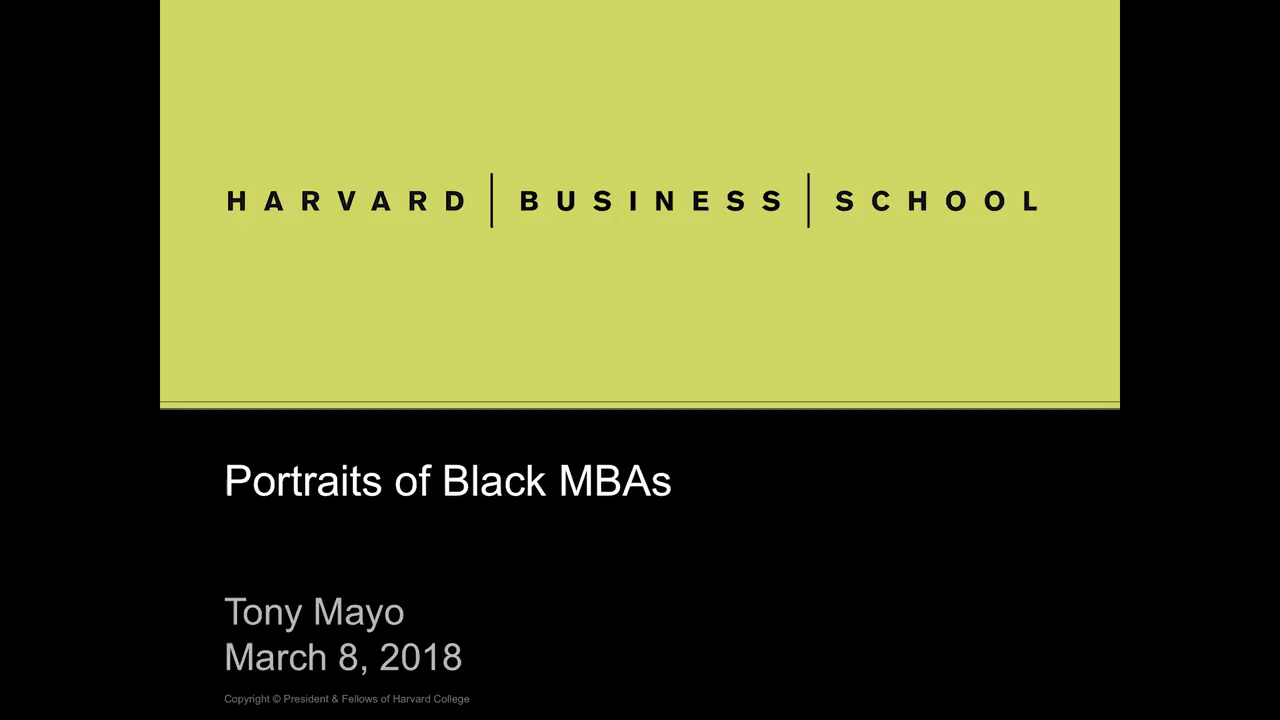 HARVARD | BUSINESS | SCHOOL
Portraits of Black MBAs
Tony Mayo
March 8, 2018
Copyright © President & Fellows of Harvard College